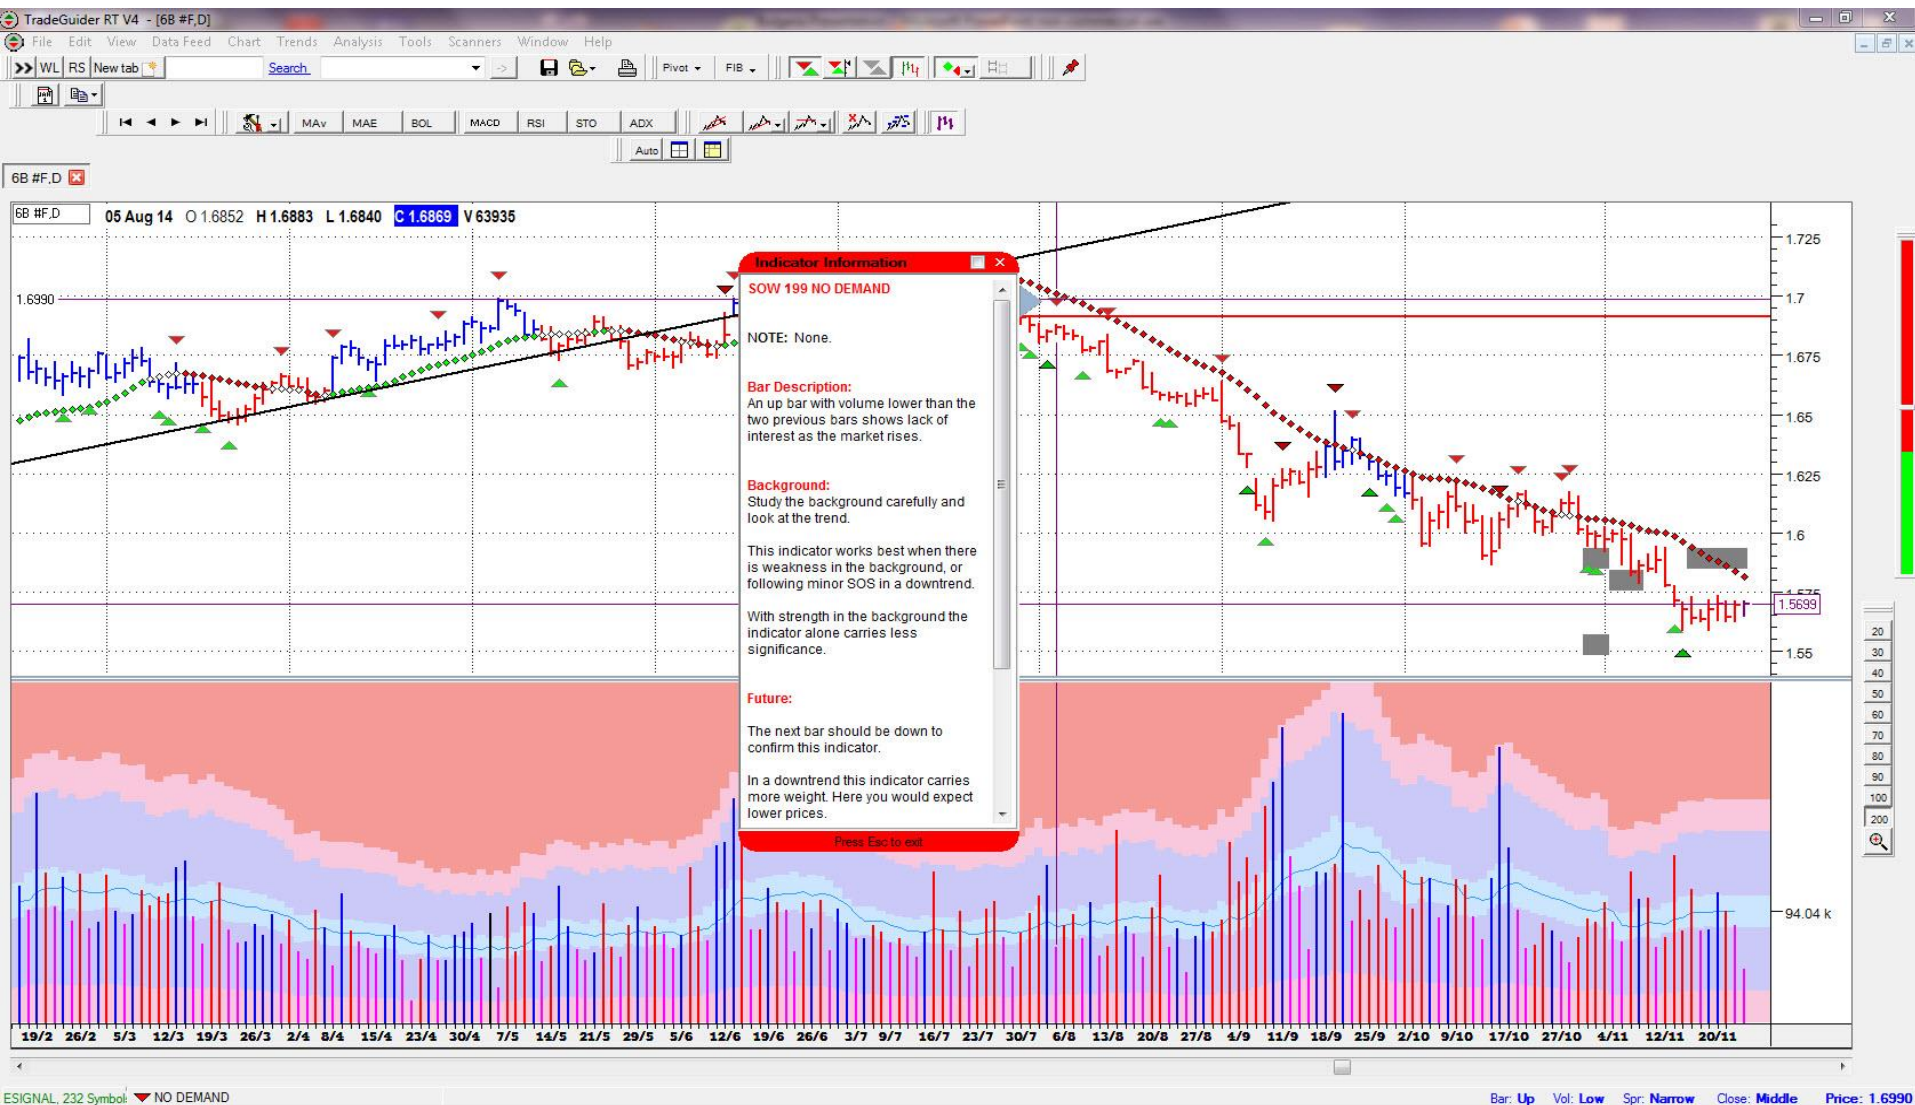 TradeGuider RT V4 - [6B #F,D]
File Edit View Data Feed Chart Trends Analysis Tools Scanners Window Help
WL RS New tab Search Pivot FIB
MAv MAE BOL MACD RSI STO ADX
Auto
6B #F,D
6B #F,D 05 Aug 14 O 1.6852 H 1.6883 L 1.6840 C 1.6869 V 63935
1.725
1.6990
1.7
1.675
1.65
1.625
1.6
1.575
1.5699
1.55
Indicator Information
SOW 199 NO DEMAND
NOTE: None.
Bar Description:
An up bar with volume lower than the
two previous bars shows lack of
interest as the market rises.
Background:
Study the background carefully and
look at the trend.
This indicator works best when there
is weakness in the background, or
following minor SOS in a downtrend.
With strength in the background the
indicator alone carries less
significance.
Future:
The next bar should be down to
confirm this indicator.
In a downtrend this indicator carries
more weight. Here you would expect
lower prices.
Press Esc to exit
20
30
40
50
60
70
80
90
100
200
94.04 k
19/2 26/2 5/3 12/3 19/3 26/3 2/4 8/4 15/4 23/4 30/4 7/5 14/5 21/5 29/5 5/6 12/6 19/6 26/6 3/7 9/7 16/7 23/7 30/7 6/8 13/8 20/8 27/8 4/9 11/9 18/9 25/9 2/10 9/10 17/10 27/10 4/11 12/11 20/11
ESIGNAL, 232 Symbol NO DEMAND
Bar: Up Vol: Low Spr: Narrow Close: Middle Price: 1.6990